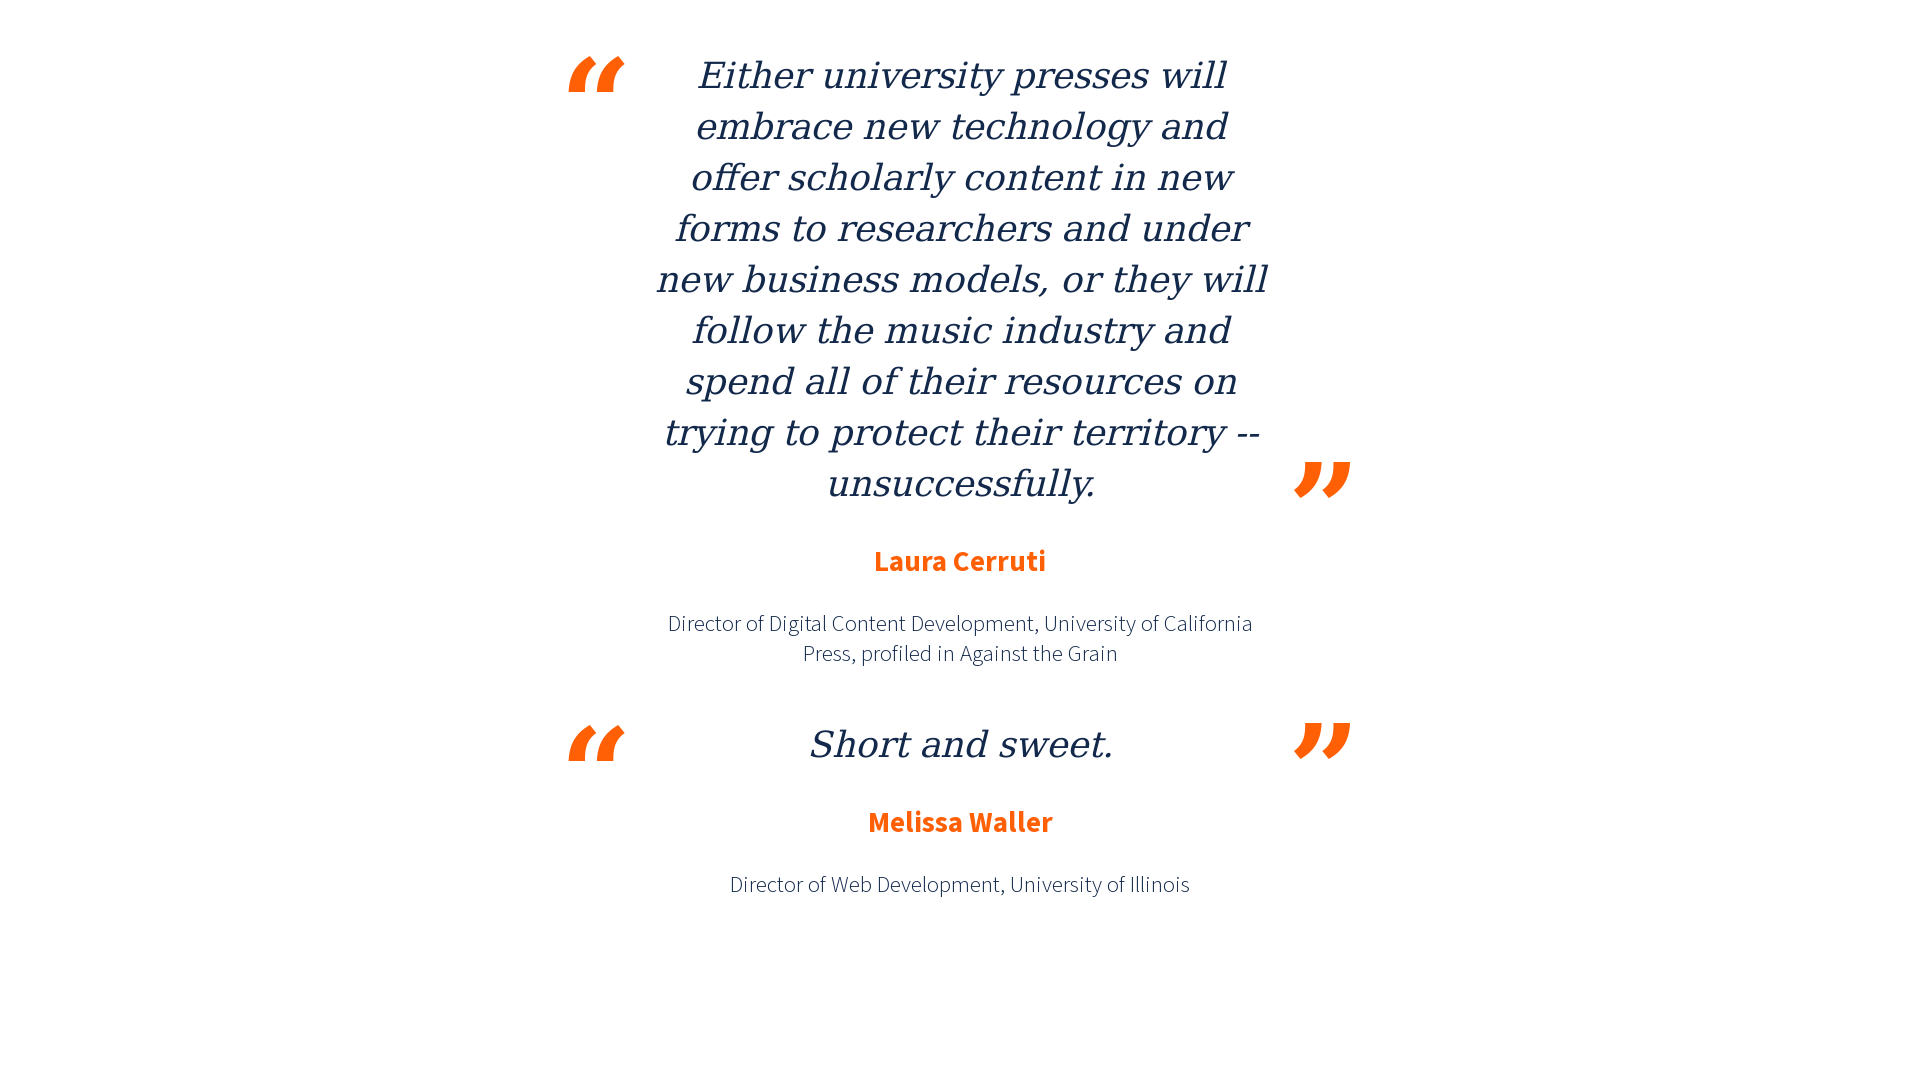 “ Either university presses will
embrace new technology and
offer scholarly content in new
forms to researchers and under
new business models, or they will
follow the music industry and
spend all of their resources on
trying to protect their territory --
unsuccessfully. ”
Laura Cerruti
Director of Digital Content Development, University of California
Press, profiled in Against the Grain
“ Short and sweet. ”
Melissa Waller
Director of Web Development, University of Illinois